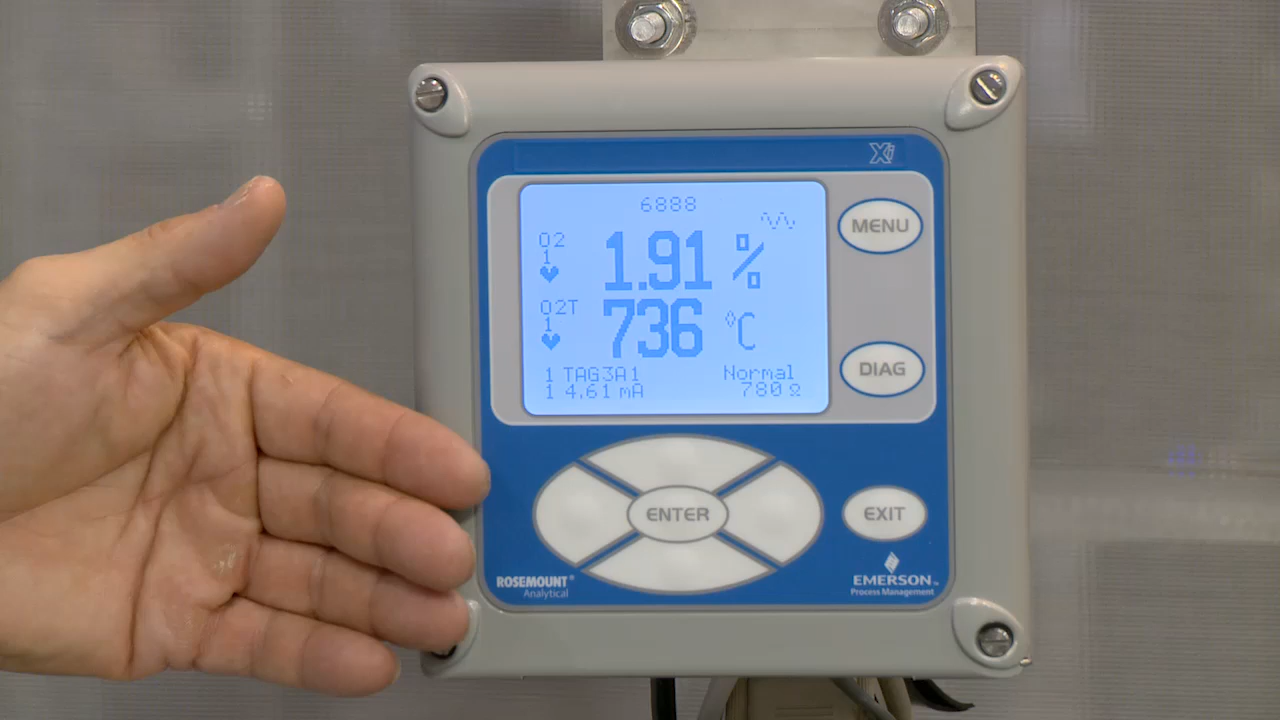 Xi
6888
O2 1 1.91 %
O2T 1 736 °C
1 TAG3A1 Normal
1 4.61 mA 780 Ω
MENU
DIAG
ENTER
EXIT
ROSEMOUNT®
Analytical
EMERSON™
Process Management